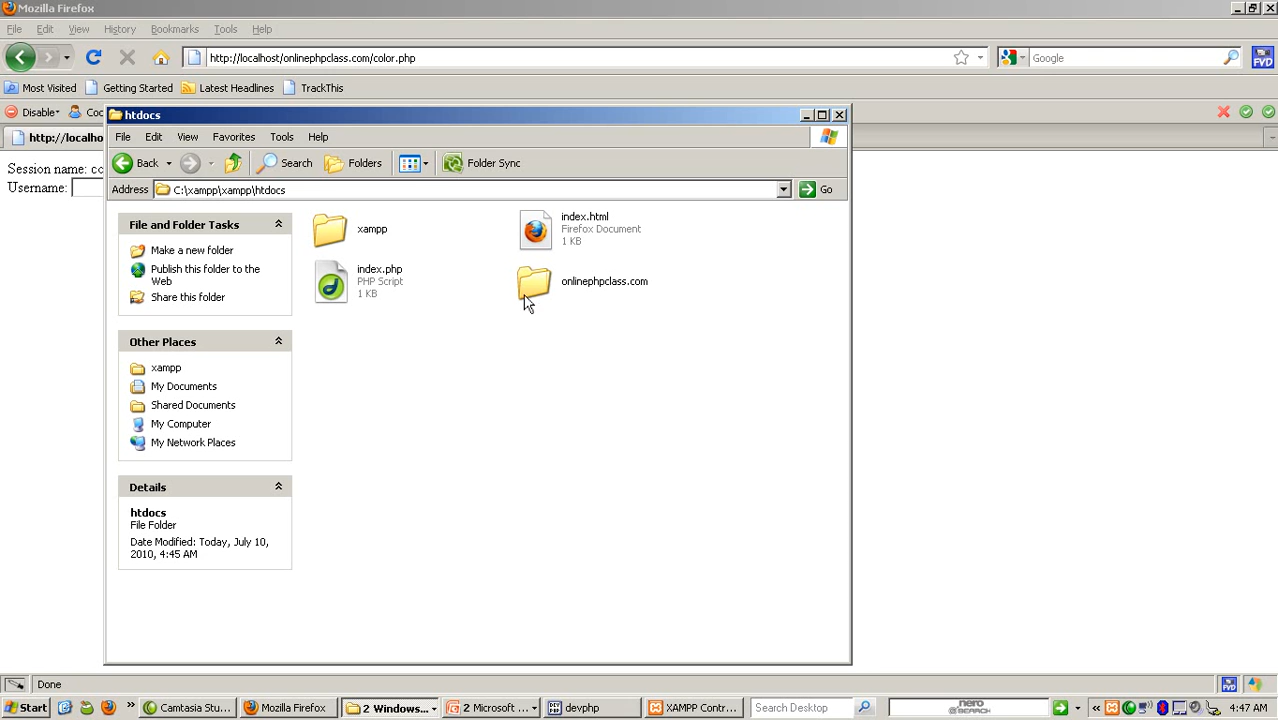 Mozilla Firefox
File Edit View History Bookmarks Tools Help
http://localhost/onlinephpclass.com/color.php
Google
FVD
Most Visited Getting Started Latest Headlines TrackThis
Disable
http://localho
Session name: co
Username:
htdocs
File Edit View Favorites Tools Help
Back Search Folders Folder Sync
Address C:\xampp\xampp\htdocs Go
File and Folder Tasks
Make a new folder
Publish this folder to the
Web
Share this folder
Other Places
xampp
My Documents
Shared Documents
My Computer
My Network Places
Details
htdocs
File Folder
Date Modified: Today, July 10,
2010, 4:45 AM
xampp
index.html
Firefox Document
1 KB
index.php
PHP Script
1 KB
onlinephpclass.com
Done
FVD
Start » Camtasia Stu... Mozilla Firefox 2 Windows... 2 Microsoft ... devphp XAMPP Contr... Search Desktop nero SEARCH « 4:47 AM